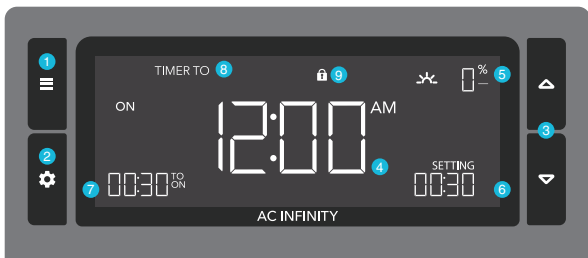 1
TIMER TO 8
9
0% 5
ON
12:00 AM
4
3
2
7 00:30 TO ON
SETTING
00:30 6
AC INFINITY